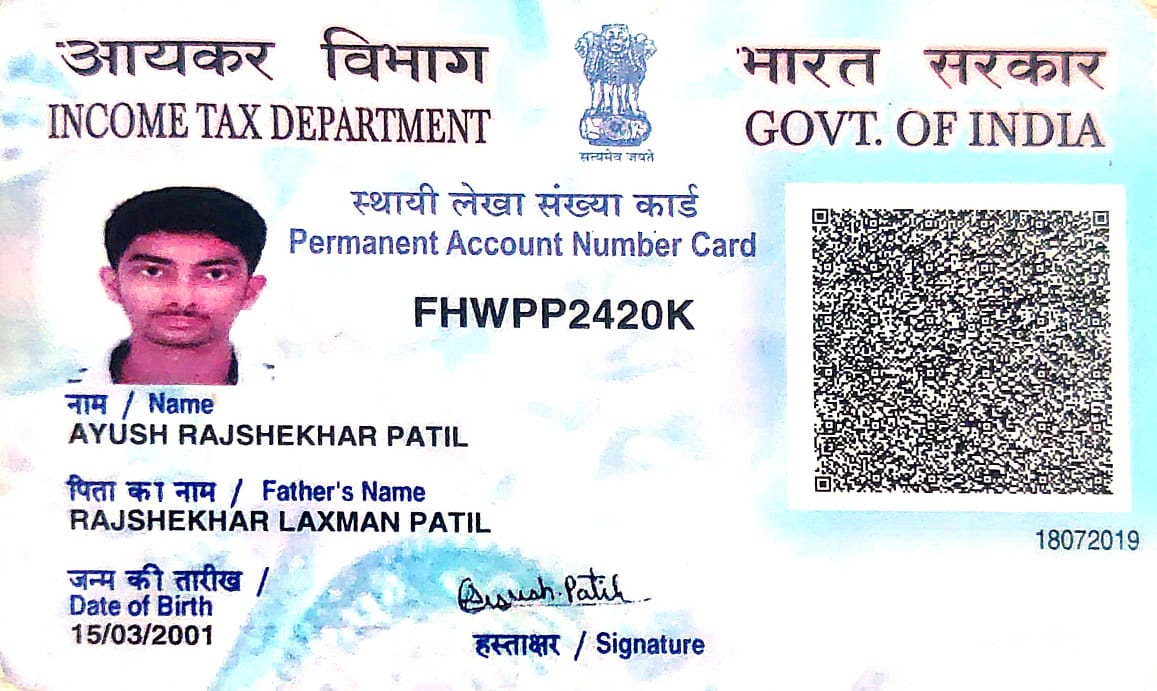 आयकर विभाग
INCOME TAX DEPARTMENT
सत्यमेव जयते
भारत सरकार
GOVT. OF INDIA
स्थायी लेखा संख्या कार्ड
Permanent Account Number Card
FHWPP2420K
नाम / Name
AYUSH RAJSHEKHAR PATIL
पिता का नाम / Father's Name
RAJSHEKHAR LAXMAN PATIL
18072019
जन्म की तारीख /
Date of Birth
15/03/2001
Ayush.Patil
हस्ताक्षर / Signature